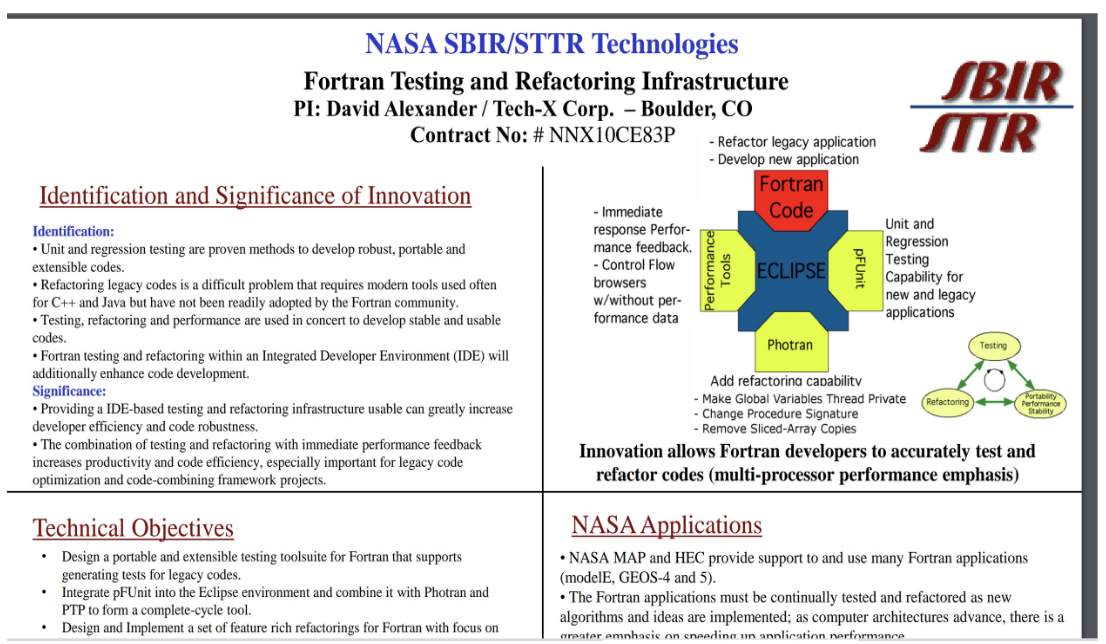 NASA SBIR/STTR Technologies
Fortran Testing and Refactoring Infrastructure
PI: David Alexander / Tech-X Corp. – Boulder, CO
Contract No: # NNX10CE83P
SBIR
STTR
Identification and Significance of Innovation
Identification:
• Unit and regression testing are proven methods to develop robust, portable and
extensible codes.
• Refactoring legacy codes is a difficult problem that requires modern tools used often
for C++ and Java but have not been readily adopted by the Fortran community.
• Testing, refactoring and performance are used in concert to develop stable and usable
codes.
• Fortran testing and refactoring within an Integrated Developer Environment (IDE) will
additionally enhance code development.
Significance:
• Providing a IDE-based testing and refactoring infrastructure usable can greatly increase
developer efficiency and code robustness.
• The combination of testing and refactoring with immediate performance feedback
increases productivity and code efficiency, especially important for legacy code
optimization and code-combining framework projects.
- Refactor legacy application
- Develop new application
Fortran
Code
- Immediate
response Perfor-
mance feedback.
- Control Flow
browsers
w/without per-
formance data
Performance
Tools
ECLIPSE
pFUnit
Unit and
Regression
Testing
Capability for
new and legacy
applications
Photran
Add refactoring capability
- Make Global Variables Thread Private
- Change Procedure Signature
- Remove Sliced-Array Copies
Testing
Refactoring
Portability
Performance
Stability
Innovation allows Fortran developers to accurately test and
refactor codes (multi-processor performance emphasis)
Technical Objectives
• Design a portable and extensible testing toolsuite for Fortran that supports
generating tests for legacy codes.
• Integrate pFUnit into the Eclipse environment and combine it with Photran and
PTP to form a complete-cycle tool.
• Design and Implement a set of feature rich refactorings for Fortran with focus on
NASA Applications
• NASA MAP and HEC provide support to and use many Fortran applications
(modelE, GEOS-4 and 5).
• The Fortran applications must be continually tested and refactored as new
algorithms and ideas are implemented; as computer architectures advance, there is a
greater emphasis on speeding up application performance